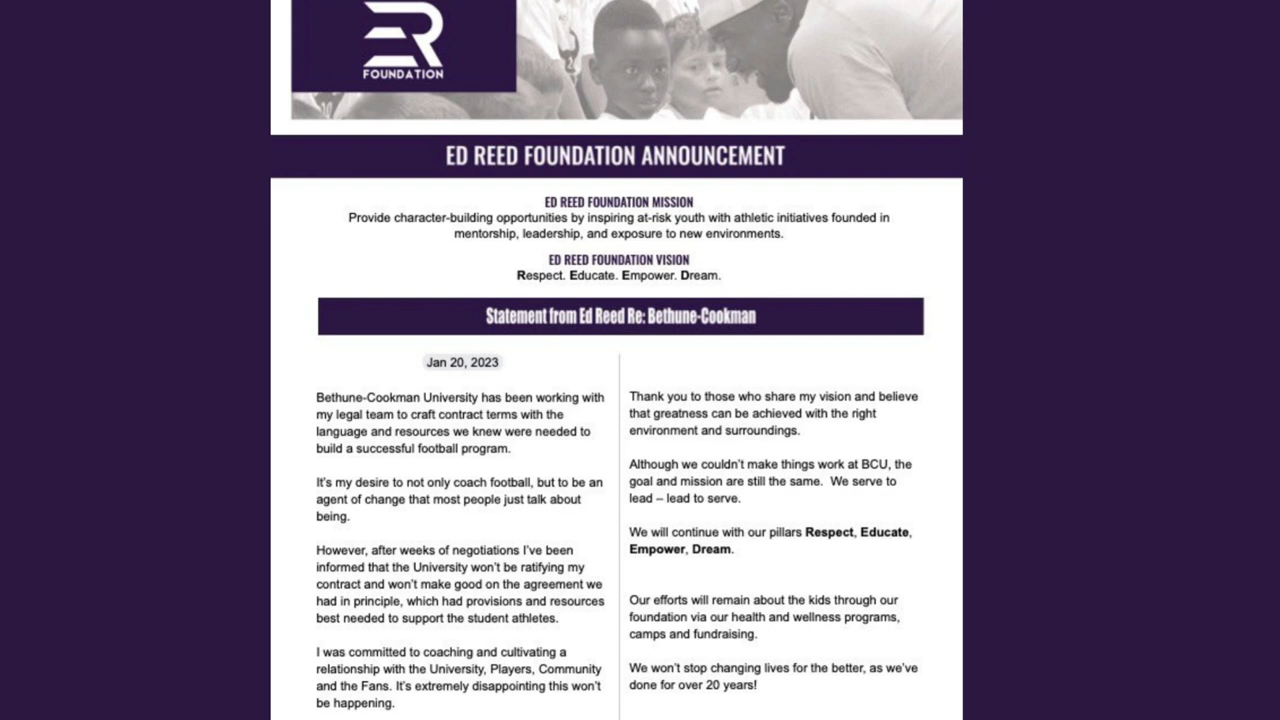 ER
FOUNDATION
ED REED FOUNDATION ANNOUNCEMENT
ED REED FOUNDATION MISSION
Provide character-building opportunities by inspiring at-risk youth with athletic initiatives founded in
mentorship, leadership, and exposure to new environments.
ED REED FOUNDATION VISION
Respect. Educate. Empower. Dream.
Statement from Ed Reed Re: Bethune-Cookman
Jan 20, 2023
Bethune-Cookman University has been working with
my legal team to craft contract terms with the
language and resources we knew were needed to
build a successful football program.
It's my desire to not only coach football, but to be an
agent of change that most people just talk about
being.
However, after weeks of negotiations I've been
informed that the University won't be ratifying my
contract and won't make good on the agreement we
had in principle, which had provisions and resources
best needed to support the student athletes.
I was committed to coaching and cultivating a
relationship with the University, Players, Community
and the Fans. It's extremely disappointing this won't
be happening.
Thank you to those who share my vision and believe
that greatness can be achieved with the right
environment and surroundings.
Although we couldn't make things work at BCU, the
goal and mission are still the same.  We serve to
lead – lead to serve.
We will continue with our pillars Respect, Educate,
Empower, Dream.
Our efforts will remain about the kids through our
foundation via our health and wellness programs,
camps and fundraising.
We won't stop changing lives for the better, as we've
done for over 20 years!